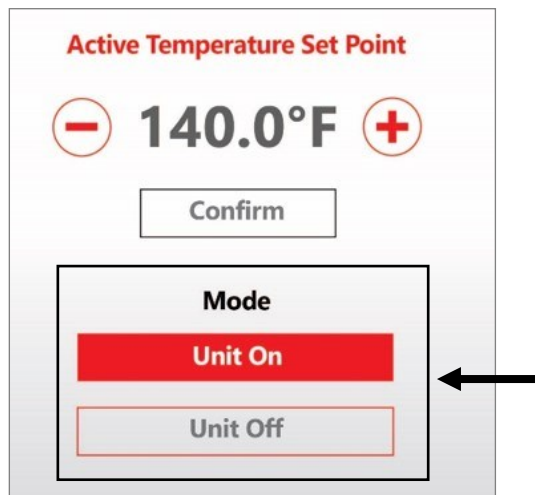 Active Temperature Set Point
140.0°F
Confirm
Mode
Unit On
Unit Off